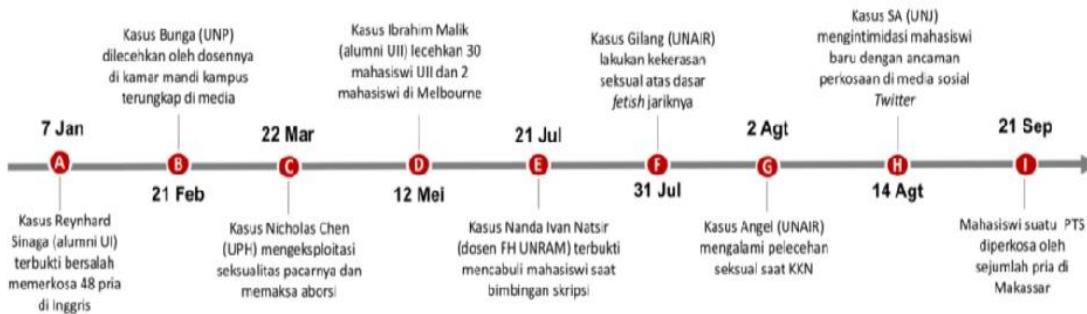 7 Jan
A
Kasus Reynhard
Sinaga (alumni UI)
terbukti bersalah
memerkosa 48 pria
di Inggris
Kasus Bunga (UNP)
dilecehkan oleh dosennya
di kamar mandi kampus
terungkap di media
B
21 Feb
22 Mar
C
Kasus Nicholas Chen
(UPH) mengeksploitasi
seksualitas pacarnya dan
memaksa aborsi
Kasus Ibrahim Malik
(alumni UII) lecehkan 30
mahasiswi UII dan 2
mahasiswi di Melbourne
D
12 Mei
21 Jul
E
Kasus Nanda Ivan Natsir
(dosen FH UNRAM) terbukti
mencabuli mahasiswi saat
bimbingan skripsi
Kasus Gilang (UNAIR)
lakukan kekerasan
seksual atas dasar
fetish jariknya
F
31 Jul
2 Agt
G
Kasus Angel (UNAIR)
mengalami pelecehan
seksual saat KKN
Kasus SA (UNJ)
mengintimidasi mahasiswi
baru dengan ancaman
perkosaan di media sosial
Twitter
H
14 Agt
21 Sep
I
Mahasiswi suatu PTS
diperkosa oleh
sejumlah pria di
Makassar